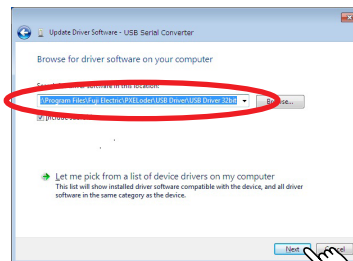 Update Driver Software - USB Serial Converter
Browse for driver software on your computer
\Program Files\Fuji Electric\PXELoder\USB Driver\USB Driver 32bit
Let me pick from a list of device drivers on my computer
This list will show installed driver software compatible with the device, and all driver
software in the same category as the device.
Next